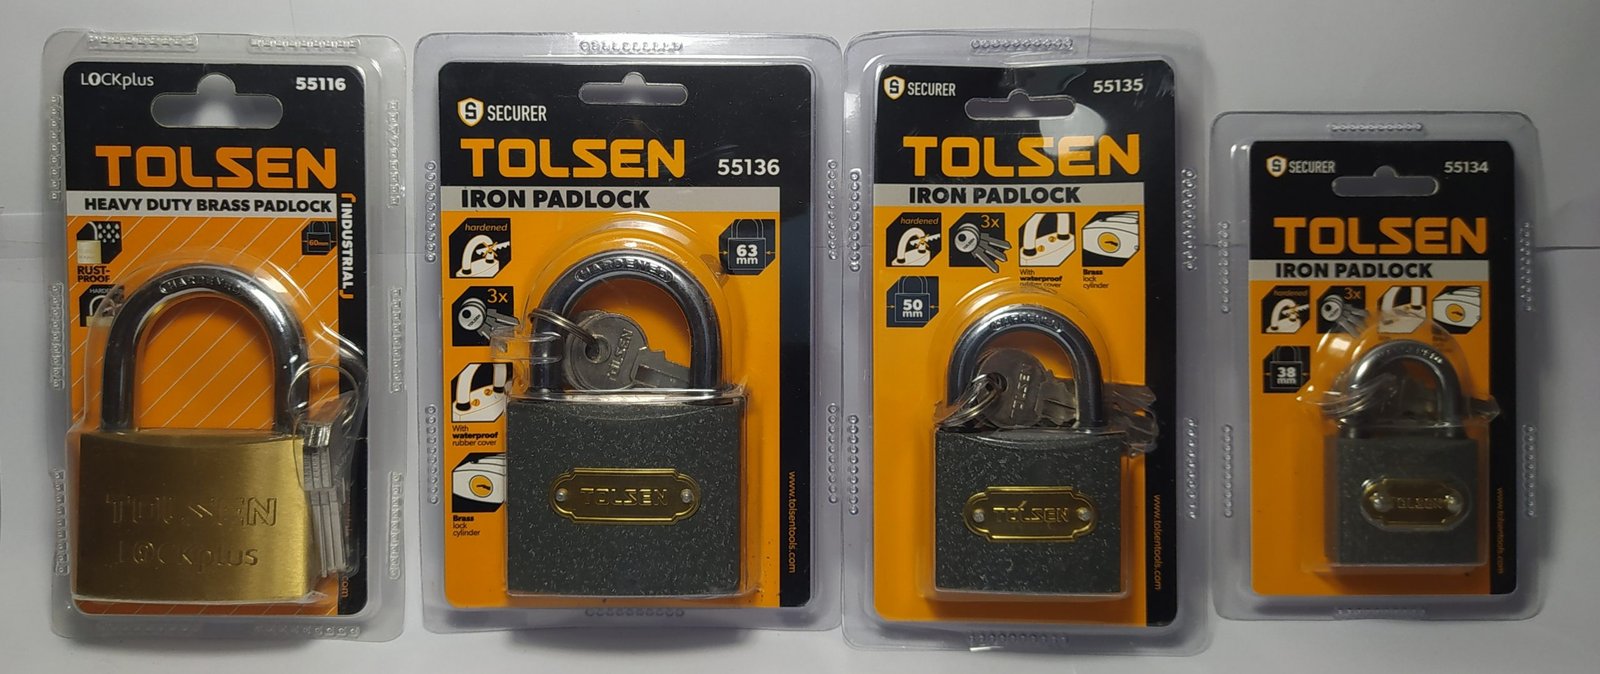 LOCKplus 55116
TOLSEN
HEAVY DUTY BRASS PADLOCK
INDUSTRIAL
60mm
RUST-
PROOF
HARDENED
TOLSEN
LOCKplus
.com
SECURER
TOLSEN 55136
IRON PADLOCK
hardened
63
mm
HARDENED
3x
TOLSEN
With
waterproof
rubber cover
TOLSEN
Brass
lock
cylinder
www.tolsentools.com
SECURER 55135
TOLSEN
IRON PADLOCK
hardened
3x
With
waterproof
rubber cover
Brass
lock
cylinder
50
mm
TOLSEN
TOLSEN
www.tolsentools.com
SECURER 55134
TOLSEN
IRON PADLOCK
hardened
3x
38
mm
TOLSEN
www.tolsentools.com